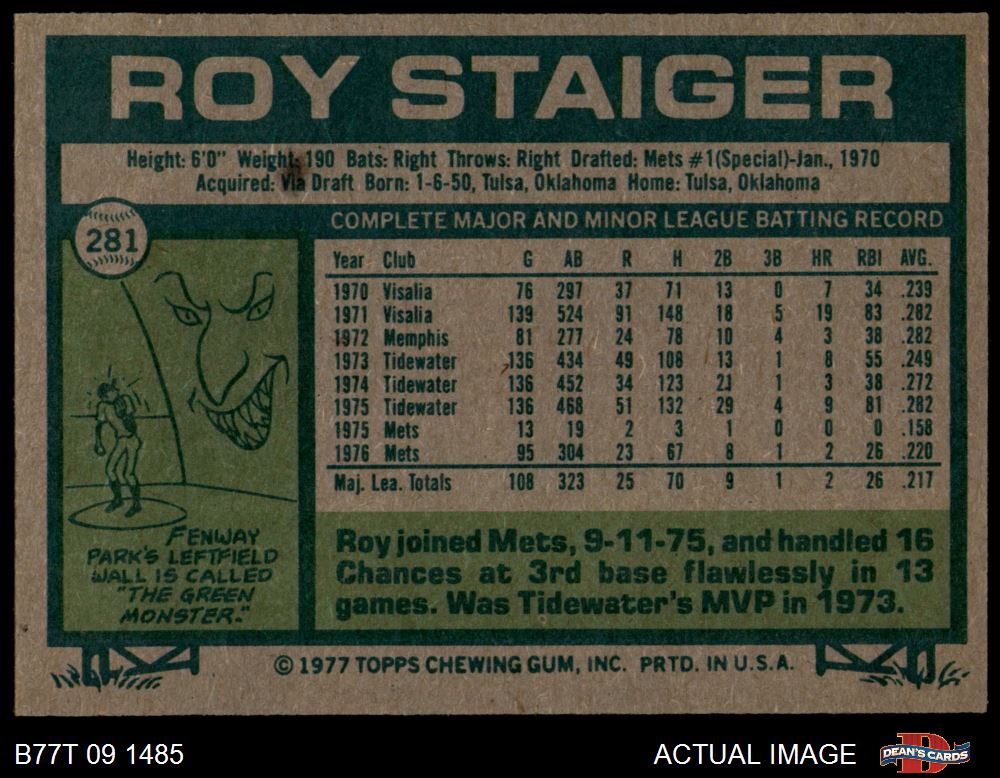 ROY STAIGER
Height: 6'0" Weight: 190 Bats: Right Throws: Right Drafted: Mets #1(Special)-Jan., 1970
Acquired: Via Draft Born: 1-6-50, Tulsa, Oklahoma Home: Tulsa, Oklahoma
281
COMPLETE MAJOR AND MINOR LEAGUE BATTING RECORD
Year Club G AB R H 2B 3B HR RBI AVG.
1970 Visalia 76 297 37 71 13 0 7 34 .239
1971 Visalia 139 524 91 148 18 5 19 83 .282
1972 Memphis 81 277 24 78 10 4 3 38 .282
1973 Tidewater 136 434 49 108 13 1 8 55 .249
1974 Tidewater 136 452 34 123 21 1 3 38 .272
1975 Tidewater 136 468 51 132 29 4 9 81 .282
1975 Mets 13 19 2 3 1 0 0 0 .158
1976 Mets 95 304 23 67 8 1 2 26 .220
Maj. Lea. Totals 108 323 25 70 9 1 2 26 .217
FENWAY
PARK'S LEFTFIELD
WALL IS CALLED
"THE GREEN
MONSTER."
Roy joined Mets, 9-11-75, and handled 16
Chances at 3rd base flawlessly in 13
games. Was Tidewater's MVP in 1973.
© 1977 TOPPS CHEWING GUM, INC. PRTD. IN U.S.A.
B77T 09 1485
ACTUAL IMAGE
D
DEAN'S CARDS